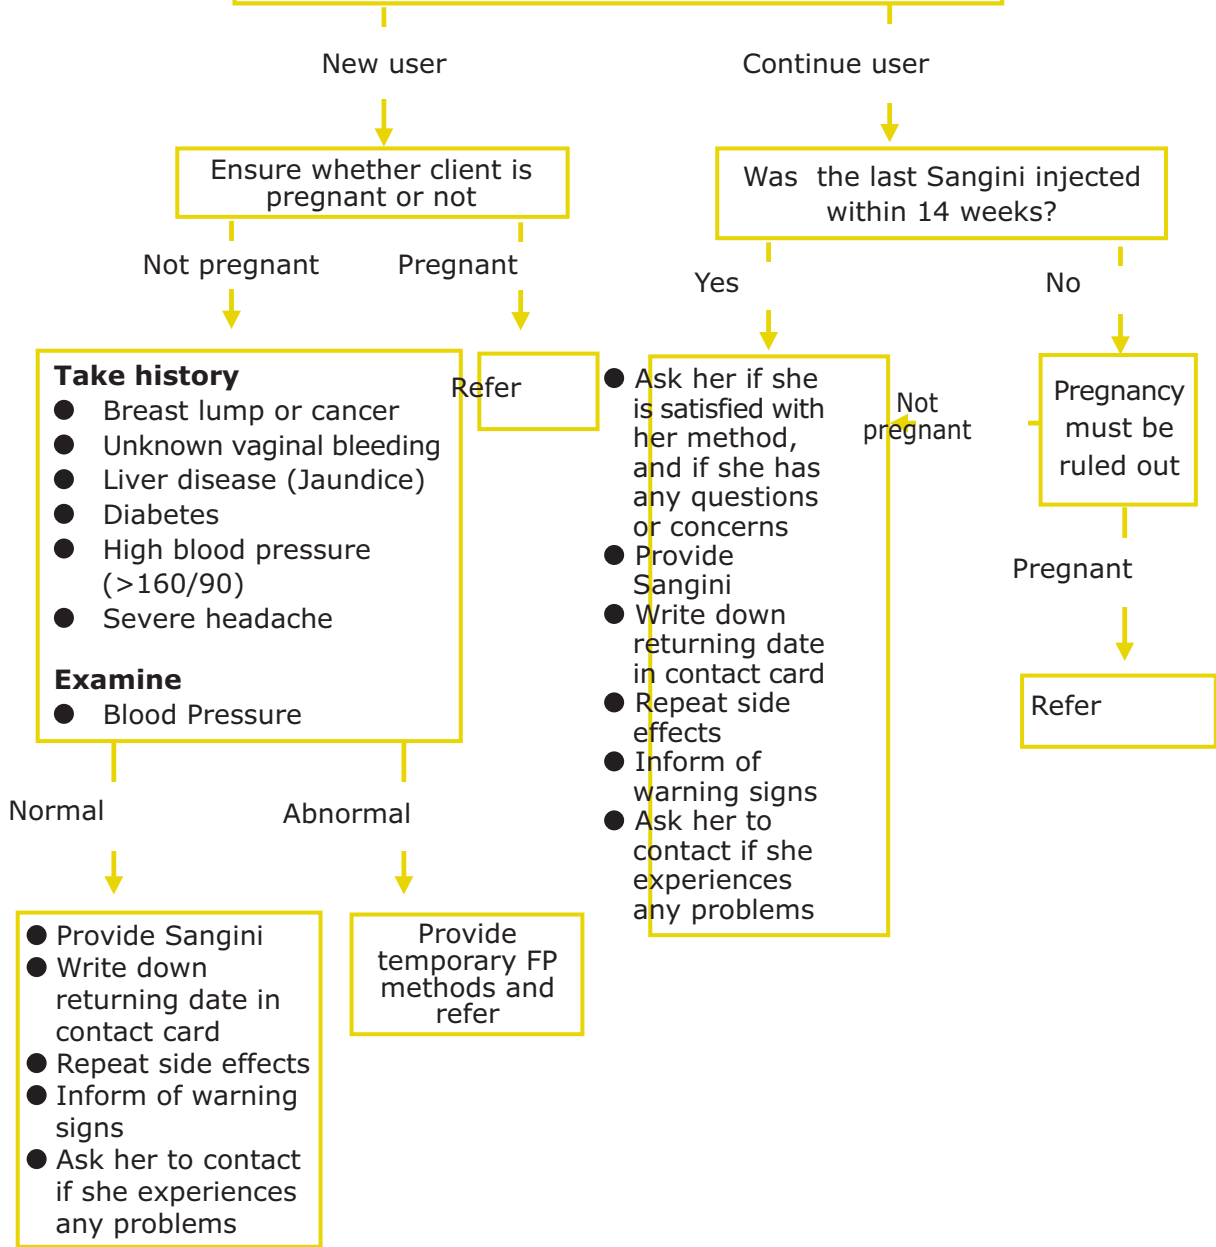 New user
Continue user
Ensure whether client is
pregnant or not
Was the last Sangini injected
within 14 weeks?
Not pregnant
Pregnant
Yes
No
Take history
● Breast lump or cancer
● Unknown vaginal bleeding
● Liver disease (Jaundice)
● Diabetes
● High blood pressure
(>160/90)
● Severe headache
Examine
● Blood Pressure
Refer
● Ask her if she
is satisfied with
her method,
and if she has
any questions
or concerns
● Provide
Sangini
● Write down
returning date
in contact card
● Repeat side
effects
● Inform of
warning signs
● Ask her to
contact if she
experiences
any problems
Not
pregnant
Pregnancy
must be
ruled out
Pregnant
Refer
Normal
Abnormal
● Provide Sangini
● Write down
returning date in
contact card
● Repeat side effects
● Inform of warning
signs
● Ask her to contact
if she experiences
any problems
Provide
temporary FP
methods and
refer